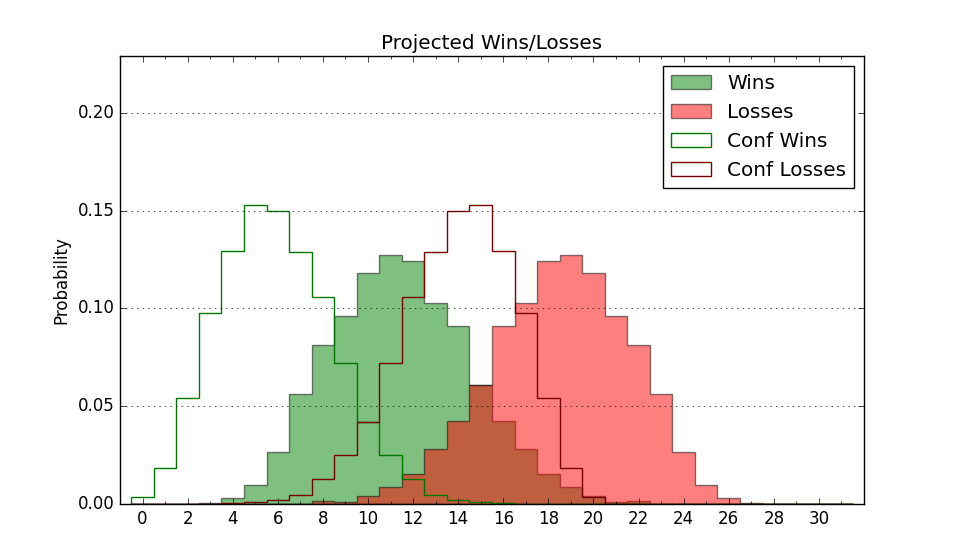 Projected Wins/Losses
Wins
Losses
Conf Wins
Conf Losses
Probability
0.20
0.15
0.10
0.05
0.00
0 2 4 6 8 10 12 14 16 18 20 22 24 26 28 30